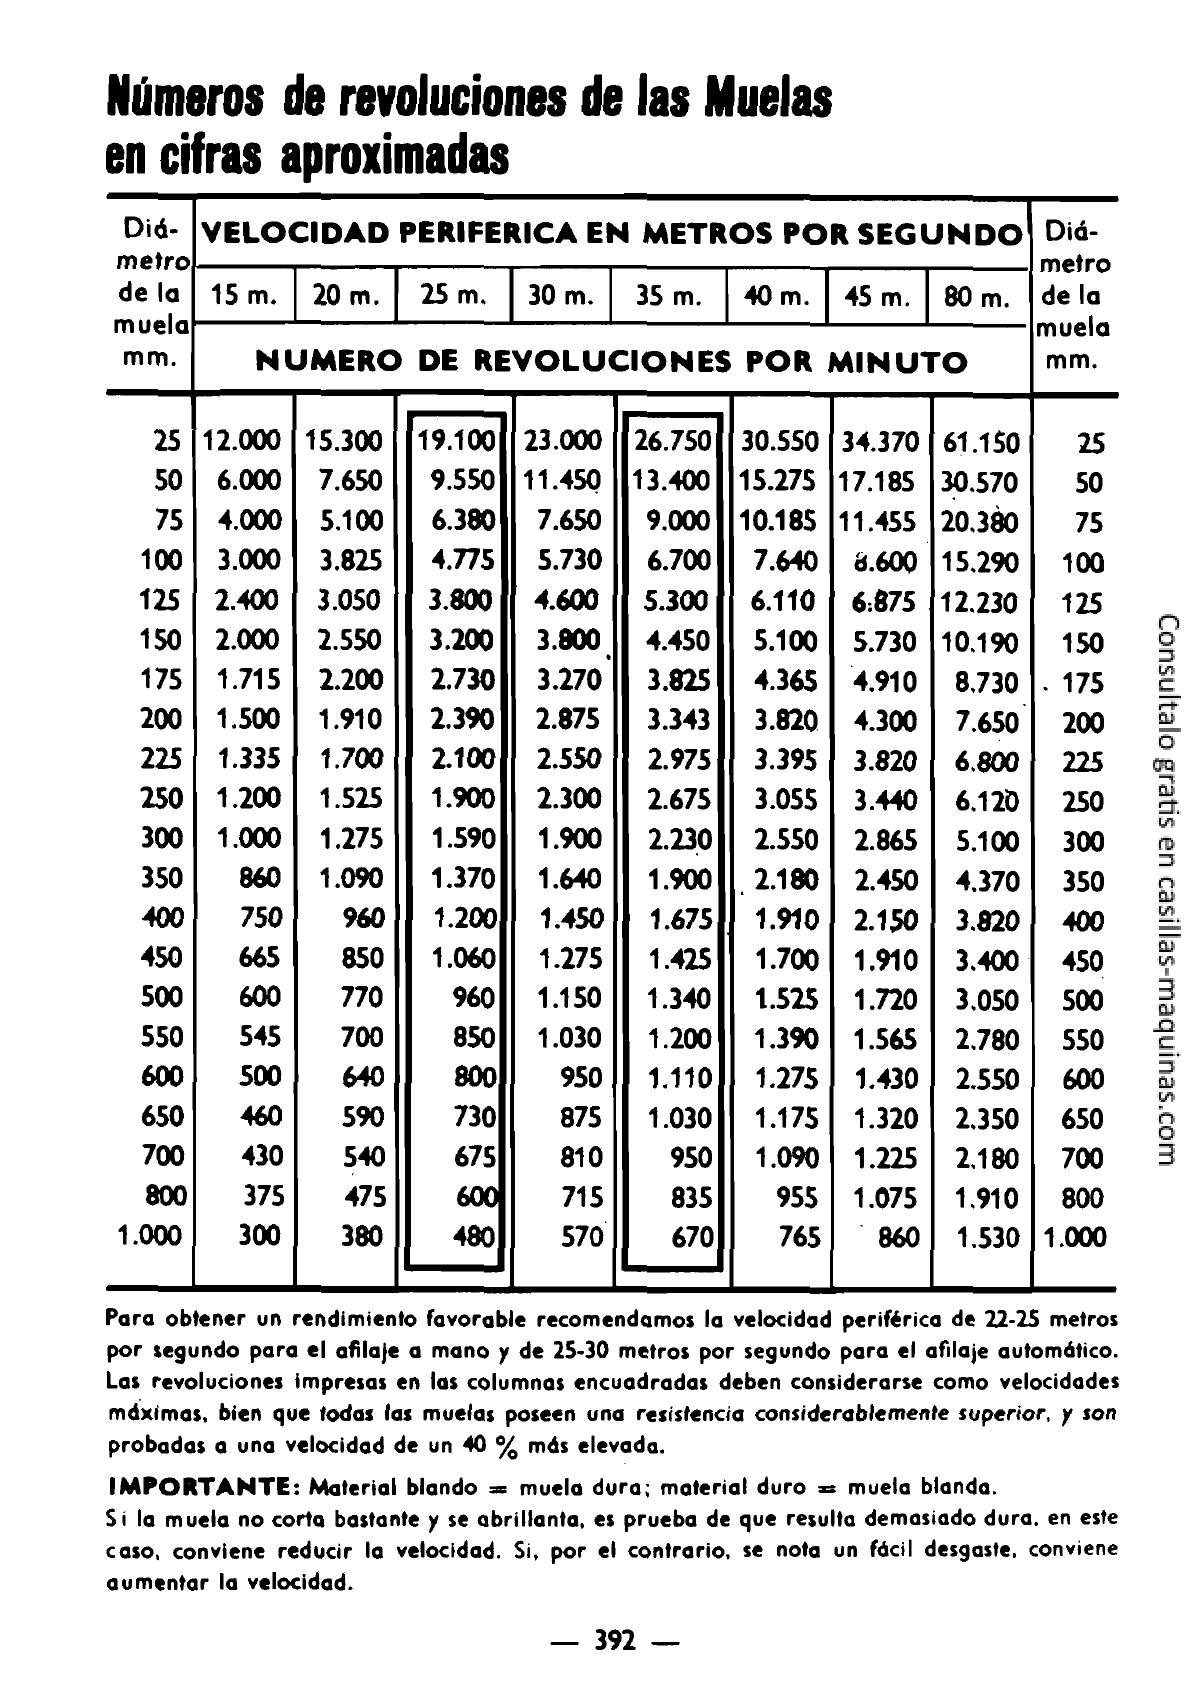 Números de revoluciones de las Muelas
en cifras aproximadas
Diá-metro de la muela mm. VELOCIDAD PERIFERICA EN METROS POR SEGUNDO Diá-metro de la muela mm.
15 m. 20 m. 25 m. 30 m. 35 m. 40 m. 45 m. 80 m.
NUMERO DE REVOLUCIONES POR MINUTO
25 12.000 15.300 19.100 23.000 26.750 30.550 34.370 61.150 25
50 6.000 7.650 9.550 11.450 13.400 15.275 17.185 30.570 50
75 4.000 5.100 6.380 7.650 9.000 10.185 11.455 20.380 75
100 3.000 3.825 4.775 5.730 6.700 7.640 8.600 15.290 100
125 2.400 3.050 3.800 4.600 5.300 6.110 6.875 12.230 125
150 2.000 2.550 3.200 3.800 4.450 5.100 5.730 10.190 150
175 1.715 2.200 2.730 3.270 3.825 4.365 4.910 8.730 175
200 1.500 1.910 2.390 2.875 3.343 3.820 4.300 7.650 200
225 1.335 1.700 2.100 2.550 2.975 3.395 3.820 6.800 225
250 1.200 1.525 1.900 2.300 2.675 3.055 3.440 6.120 250
300 1.000 1.275 1.590 1.900 2.230 2.550 2.865 5.100 300
350 860 1.090 1.370 1.640 1.900 2.180 2.450 4.370 350
400 750 960 1.200 1.450 1.675 1.910 2.150 3.820 400
450 665 850 1.060 1.275 1.425 1.700 1.910 3.400 450
500 600 770 960 1.150 1.340 1.525 1.720 3.050 500
550 545 700 850 1.030 1.200 1.390 1.565 2.780 550
600 500 640 800 950 1.110 1.275 1.430 2.550 600
650 460 590 730 875 1.030 1.175 1.320 2.350 650
700 430 540 675 810 950 1.090 1.225 2.180 700
800 375 475 600 715 835 955 1.075 1.910 800
1.000 300 380 480 570 670 765 860 1.530 1.000
Para obtener un rendimiento favorable recomendamos la velocidad periférica de 22-25 metros
por segundo para el afilaje a mano y de 25-30 metros por segundo para el afilaje automático.
Las revoluciones impresas en las columnas encuadradas deben considerarse como velocidades
máximas, bien que todas las muelas poseen una resistencia considerablemente superior, y son
probadas a una velocidad de un 40 % más elevada.
IMPORTANTE: Material blando = muela dura; material duro = muela blanda.
Si la muela no corta bastante y se abrillanta, es prueba de que resulta demasiado dura. en este
caso, conviene reducir la velocidad. Si, por el contrario, se nota un fácil desgaste, conviene
aumentar la velocidad.
— 392 —
Consultalo gratis en casillas-maquinas.com